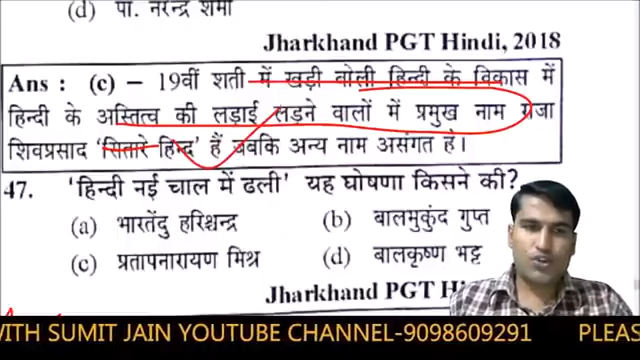 (d) पा. नरेन्द्र शर्मा
Jharkhand PGT Hindi, 2018
Ans : (c) – 19वीं शती में खड़ी बोली हिन्दी के विकास में
हिन्दी के अस्तित्व की लड़ाई लड़ने वालों में प्रमुख नाम राजा
शिवप्रसाद 'सितारे हिन्द' हैं जबकि अन्य नाम असंगत है।
47. 'हिन्दी नई चाल में ढली' यह घोषणा किसने की?
(a) भारतेंदु हरिश्चन्द्र (b) बालमुकुंद गुप्त
(c) प्रतापनारायण मिश्र (d) बालकृष्ण भट्ट
Jharkhand PGT H
WITH SUMIT JAIN YOUTUBE CHANNEL-9098609291 PLEAS